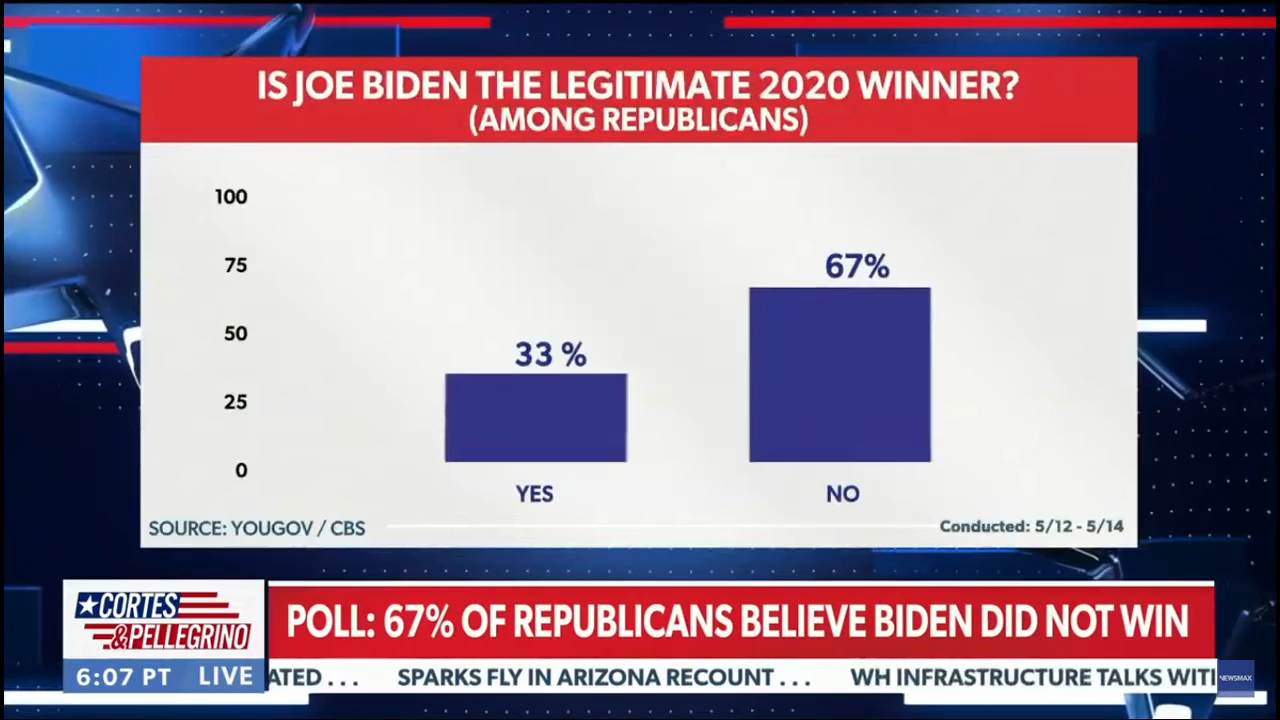 IS JOE BIDEN THE LEGITIMATE 2020 WINNER?
(AMONG REPUBLICANS)
100
75
50
25
0
33 %
67%
YES
NO
SOURCE: YOUGOV / CBS
Conducted: 5/12 - 5/14
CORTES
&PELLEGRINO
POLL: 67% OF REPUBLICANS BELIEVE BIDEN DID NOT WIN
6:07 PT LIVE
ATED . . . SPARKS FLY IN ARIZONA RECOUNT . . . WH INFRASTRUCTURE TALKS WITI
NEWSMAX